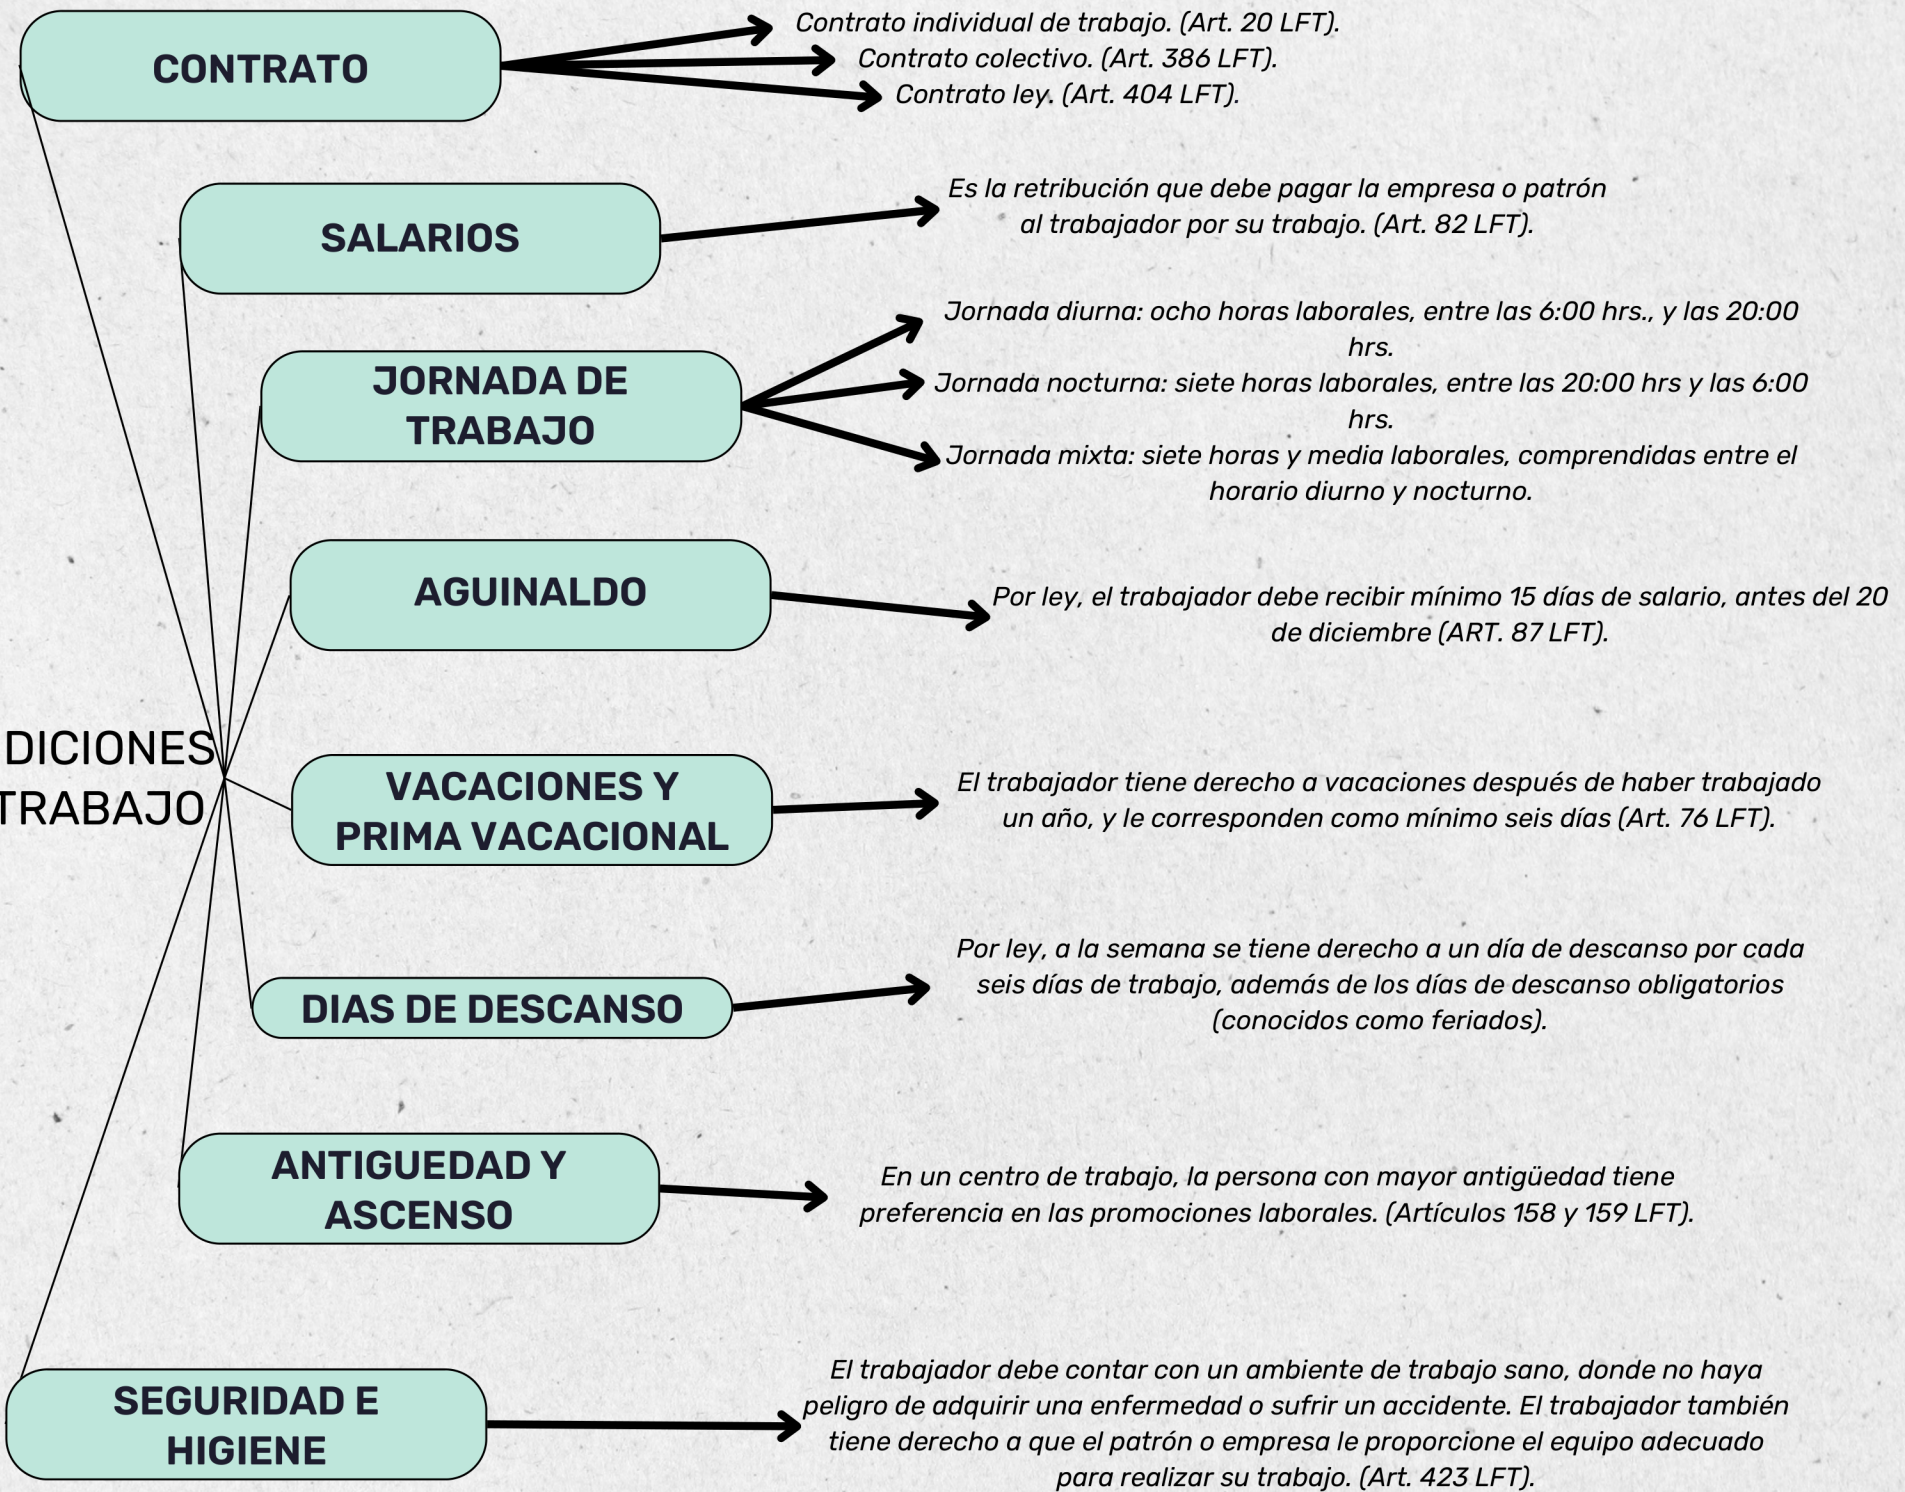 CONTRATO
Contrato individual de trabajo. (Art. 20 LFT).
Contrato colectivo. (Art. 386 LFT).
Contrato ley. (Art. 404 LFT).
SALARIOS
Es la retribución que debe pagar la empresa o patrón
al trabajador por su trabajo. (Art. 82 LFT).
JORNADA DE
TRABAJO
Jornada diurna: ocho horas laborales, entre las 6:00 hrs., y las 20:00
hrs.
Jornada nocturna: siete horas laborales, entre las 20:00 hrs y las 6:00
hrs.
Jornada mixta: siete horas y media laborales, comprendidas entre el
horario diurno y nocturno.
AGUINALDO
Por ley, el trabajador debe recibir mínimo 15 días de salario, antes del 20
de diciembre (ART. 87 LFT).
DICIONES
TRABAJO
VACACIONES Y
PRIMA VACACIONAL
El trabajador tiene derecho a vacaciones después de haber trabajado
un año, y le corresponden como mínimo seis días (Art. 76 LFT).
DIAS DE DESCANSO
Por ley, a la semana se tiene derecho a un día de descanso por cada
seis días de trabajo, además de los días de descanso obligatorios
(conocidos como feriados).
ANTIGUEDAD Y
ASCENSO
En un centro de trabajo, la persona con mayor antigüedad tiene
preferencia en las promociones laborales. (Artículos 158 y 159 LFT).
SEGURIDAD E
HIGIENE
El trabajador debe contar con un ambiente de trabajo sano, donde no haya
peligro de adquirir una enfermedad o sufrir un accidente. El trabajador también
tiene derecho a que el patrón o empresa le proporcione el equipo adecuado
para realizar su trabajo. (Art. 423 LFT).